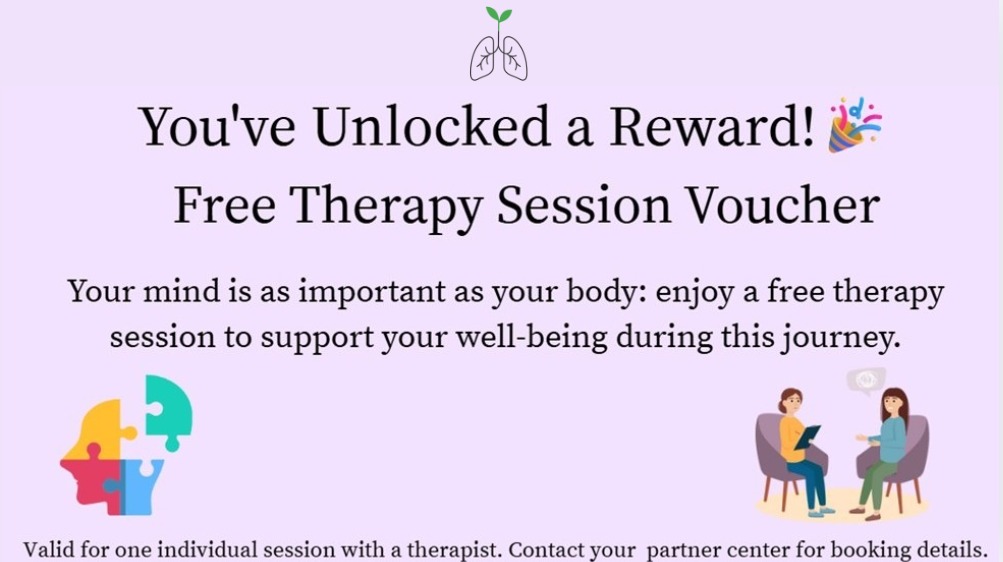 You've Unlocked a Reward!
Free Therapy Session Voucher
Your mind is as important as your body: enjoy a free therapy
session to support your well-being during this journey.
Valid for one individual session with a therapist. Contact your  partner center for booking details.